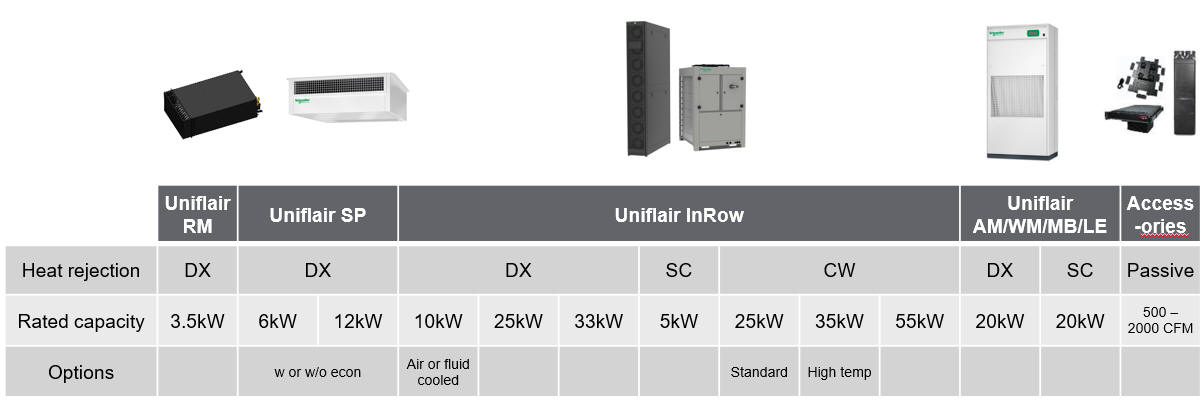 Uniflair
RM
Uniflair SP
Uniflair InRow
Uniflair
AM/WM/MB/LE
Access
-ories
Heat rejection DX DX DX SC CW DX SC Passive
Rated capacity 3.5kW 6kW 12kW 10kW 25kW 33kW 5kW 25kW 35kW 55kW 20kW 20kW 500 –
2000 CFM
Options w or w/o econ Air or fluid
cooled Standard High temp